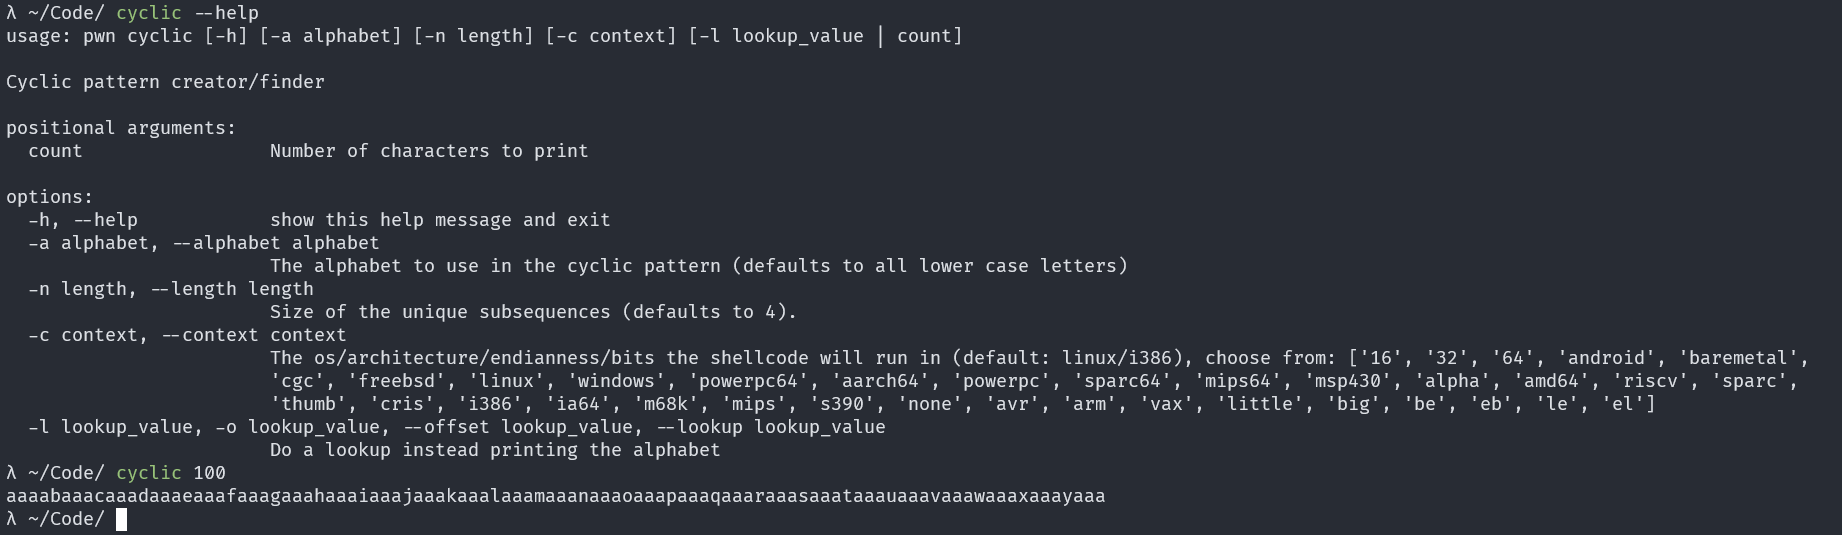 λ ~/Code/ cyclic --help
usage: pwn cyclic [-h] [-a alphabet] [-n length] [-c context] [-l lookup_value | count]

Cyclic pattern creator/finder

positional arguments:
  count                 Number of characters to print

options:
  -h, --help            show this help message and exit
  -a alphabet, --alphabet alphabet
                        The alphabet to use in the cyclic pattern (defaults to all lower case letters)
  -n length, --length length
                        Size of the unique subsequences (defaults to 4).
  -c context, --context context
                        The os/architecture/endianness/bits the shellcode will run in (default: linux/i386), choose from: ['16', '32', '64', 'android', 'baremetal',
                        'cgc', 'freebsd', 'linux', 'windows', 'powerpc64', 'aarch64', 'powerpc', 'sparc64', 'mips64', 'msp430', 'alpha', 'amd64', 'riscv', 'sparc',
                        'thumb', 'cris', 'i386', 'ia64', 'm68k', 'mips', 's390', 'none', 'avr', 'arm', 'vax', 'little', 'big', 'be', 'eb', 'le', 'el']
  -l lookup_value, -o lookup_value, --offset lookup_value, --lookup lookup_value
                        Do a lookup instead printing the alphabet
λ ~/Code/ cyclic 100
aaaabaaacaaadaaaeaaafaaagaaahaaaiaaajaaakaaalaaamaaanaaaoaaapaaaqaaaraaasaaataaauaaavaaawaaaxaaayaaa
λ ~/Code/